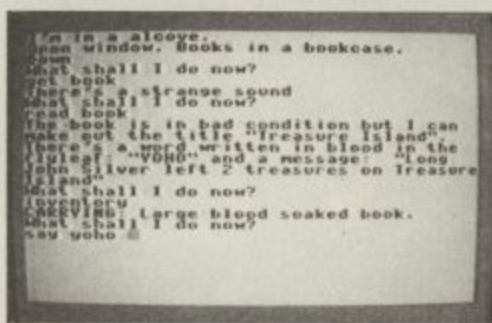 I'm in a alcove.
Open window. Books in a bookcase.
Down
What shall I do now?
get book
There's a strange sound
What shall I do now?
read book
The book is in bad condition but I can
make out the title "Treasure Island".
There's a word written in blood in the
flyleaf: "YOHO" and a message: "Long
John Silver left 2 treasures on Treasure
Island"
What shall I do now?
inventory
CARRYING: Large blood soaked book.
What shall I do now?
say yoho